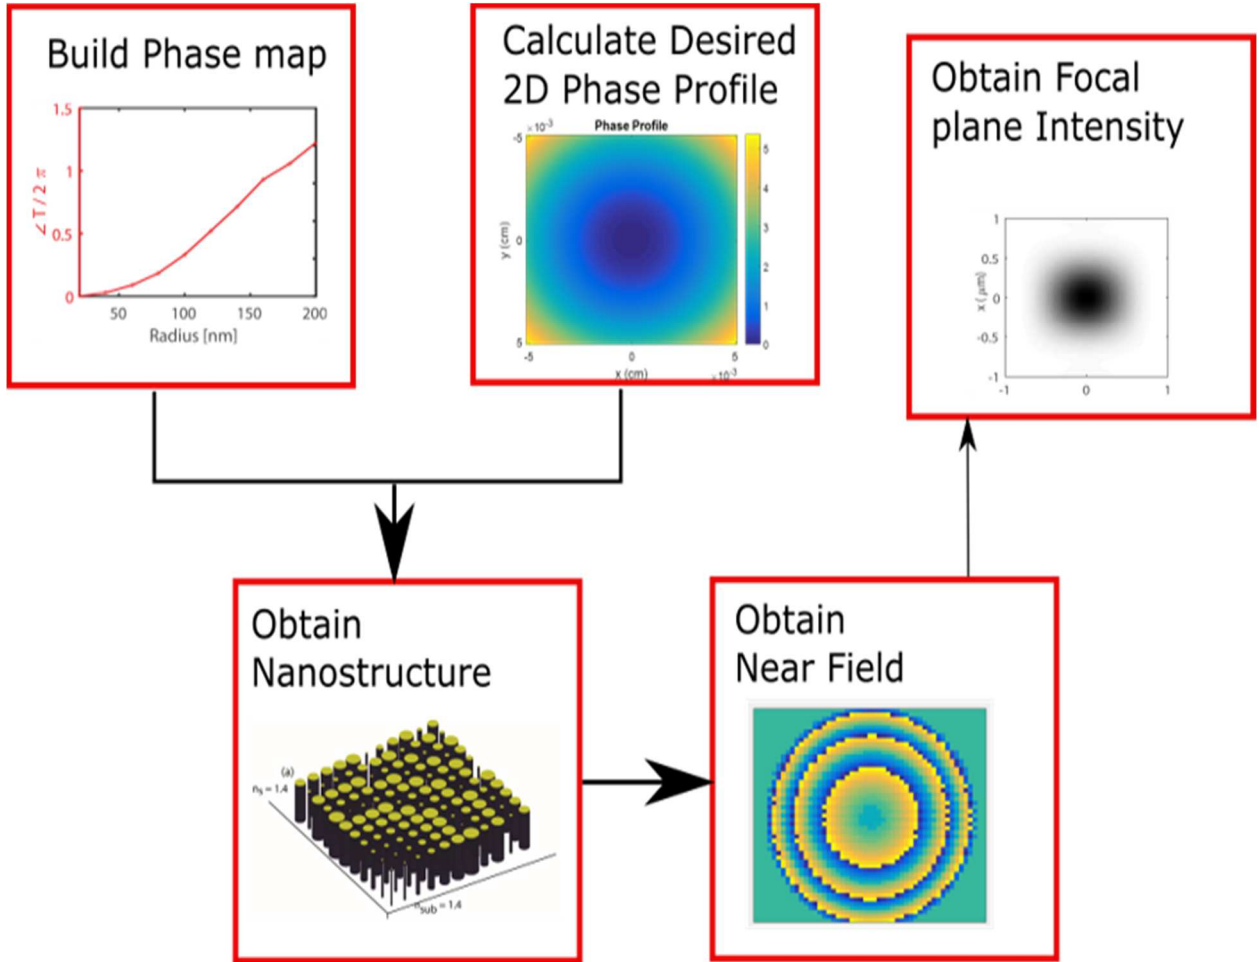 Build Phase map
1.5
1
0.5
0
∠T/2 π
50 100 150 200
Radius [nm]
Calculate Desired
2D Phase Profile
×10-3
Phase Profile
-5
0
5
y (cm)
-5 0 5
x (cm)
×10-3
5
4
3
2
1
0
Obtain Focal
plane Intensity
1
0.5
0
-0.5
-1
x ( μm)
-1 0 1
Obtain
Nanostructure
(a)
ns = 1.4
nsub = 1.4
Obtain
Near Field